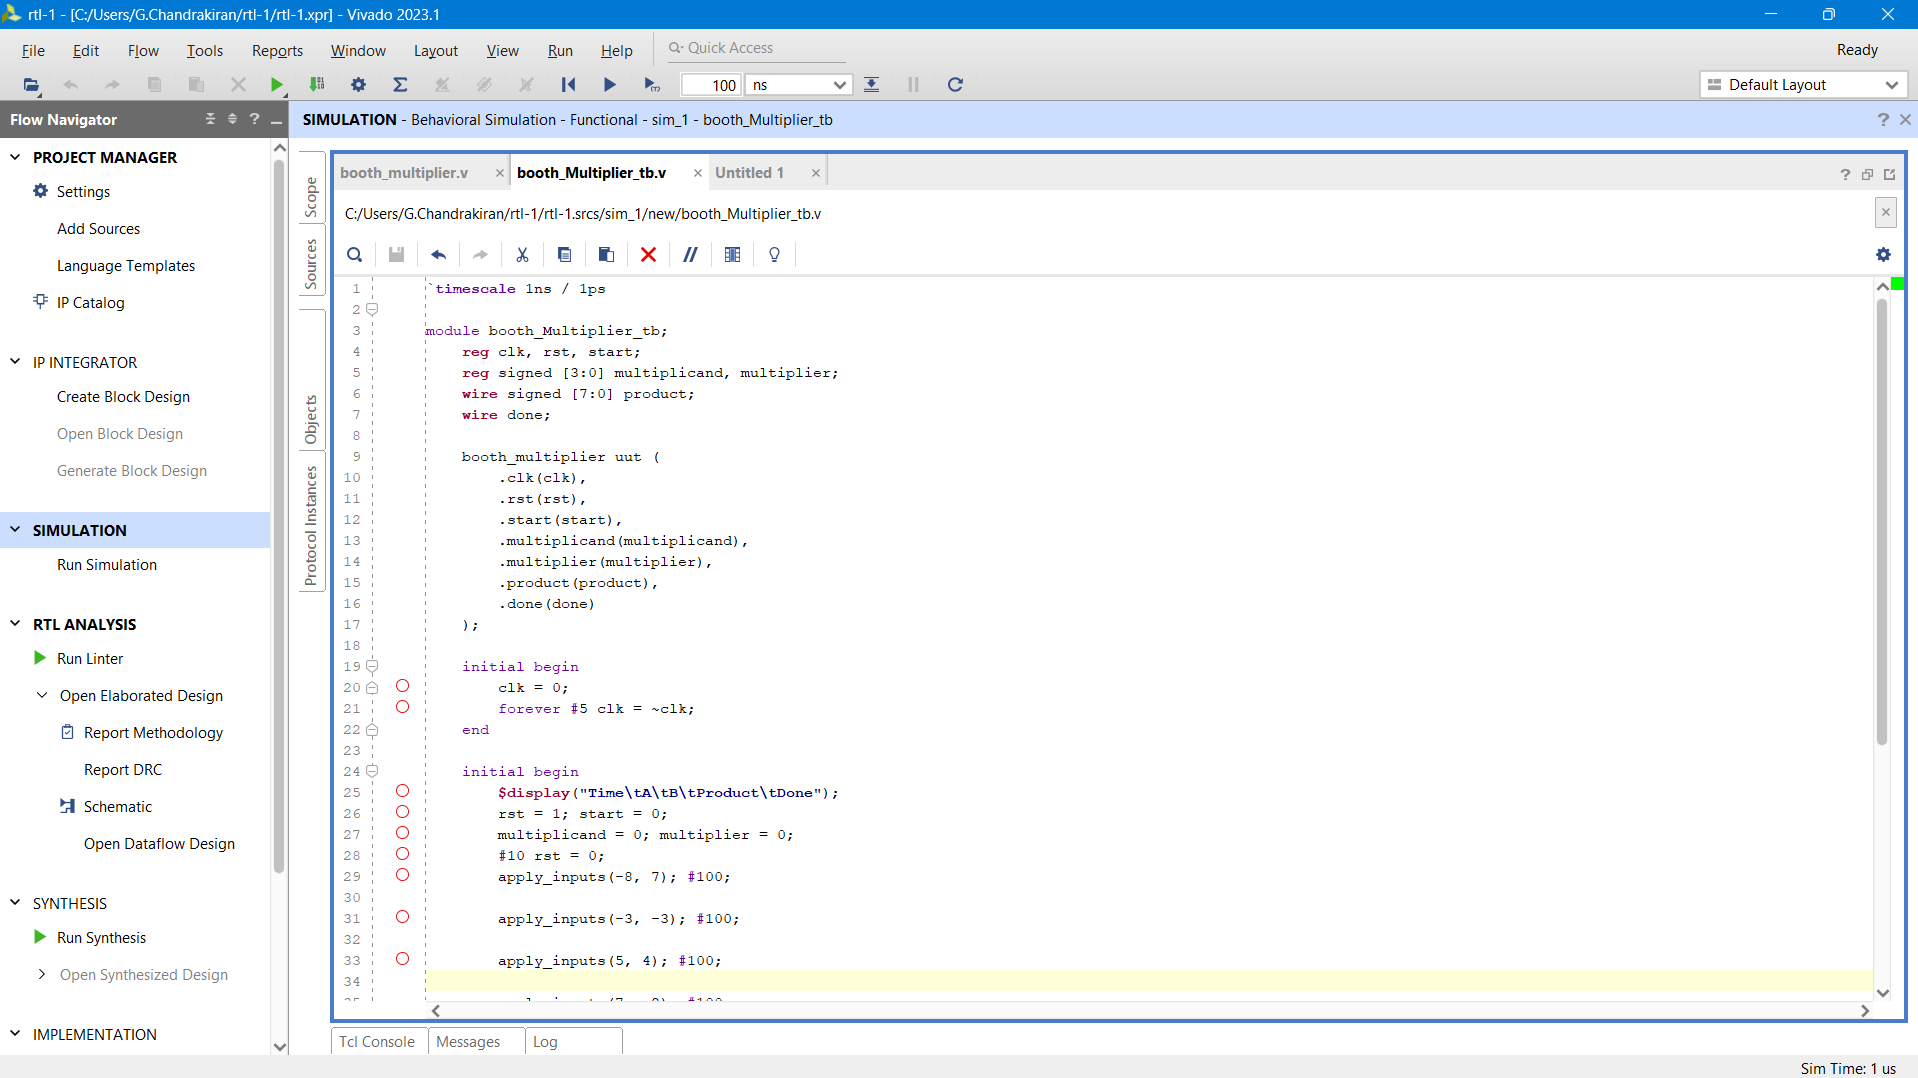 rtl-1 - [C:/Users/G.Chandrakiran/rtl-1/rtl-1.xpr] - Vivado 2023.1
File Edit Flow Tools Reports Window Layout View Run Help Quick Access Ready
100 ns Default Layout
Flow Navigator
SIMULATION - Behavioral Simulation - Functional - sim_1 - booth_Multiplier_tb
PROJECT MANAGER
Settings
Add Sources
Language Templates
IP Catalog
IP INTEGRATOR
Create Block Design
Open Block Design
Generate Block Design
SIMULATION
Run Simulation
RTL ANALYSIS
Run Linter
Open Elaborated Design
Report Methodology
Report DRC
Schematic
Open Dataflow Design
SYNTHESIS
Run Synthesis
Open Synthesized Design
IMPLEMENTATION
Scope
Sources
Objects
Protocol Instances
booth_multiplier.v booth_Multiplier_tb.v Untitled 1
C:/Users/G.Chandrakiran/rtl-1/rtl-1.srcs/sim_1/new/booth_Multiplier_tb.v
1 `timescale 1ns / 1ps
2
3 module booth_Multiplier_tb;
4 reg clk, rst, start;
5 reg signed [3:0] multiplicand, multiplier;
6 wire signed [7:0] product;
7 wire done;
8
9 booth_multiplier uut (
10 .clk(clk),
11 .rst(rst),
12 .start(start),
13 .multiplicand(multiplicand),
14 .multiplier(multiplier),
15 .product(product),
16 .done(done)
17 );
18
19 initial begin
20 clk = 0;
21 forever #5 clk = ~clk;
22 end
23
24 initial begin
25 $display("Time\tA\tB\tProduct\tDone");
26 rst = 1; start = 0;
27 multiplicand = 0; multiplier = 0;
28 #10 rst = 0;
29 apply_inputs(-8, 7); #100;
30
31 apply_inputs(-3, -3); #100;
32
33 apply_inputs(5, 4); #100;
34
Tcl Console Messages Log
Sim Time: 1 us